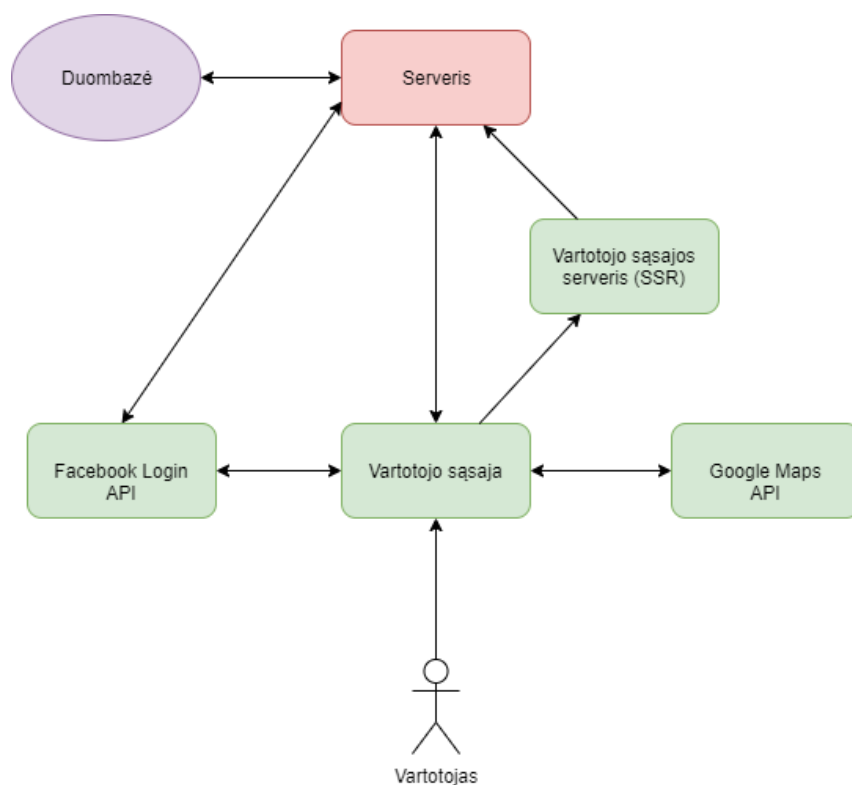 Duombazė
Serveris
Vartotojo sąsajos
serveris (SSR)
Facebook Login
API
Vartotojo sąsaja
Google Maps
API
Vartotojas